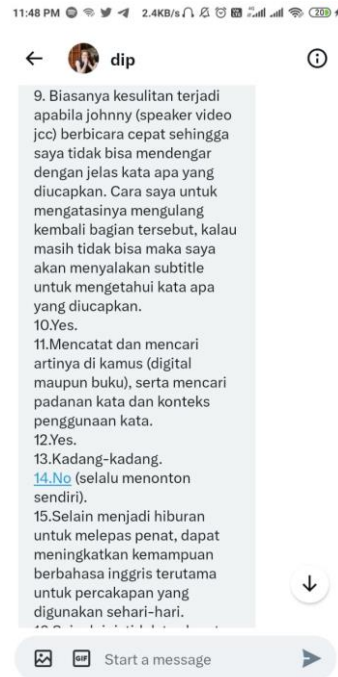 11:48 PM 2.4KB/s 20
dip
9. Biasanya kesulitan terjadi
apabila johnny (speaker video
jcc) berbicara cepat sehingga
saya tidak bisa mendengar
dengan jelas kata apa yang
diucapkan. Cara saya untuk
mengatasinya mengulang
kembali bagian tersebut, kalau
masih tidak bisa maka saya
akan menyalakan subtitle
untuk mengetahui kata apa
yang diucapkan.
10.Yes.
11.Mencatat dan mencari
artinya di kamus (digital
maupun buku), serta mencari
padanan kata dan konteks
penggunaan kata.
12.Yes.
13.Kadang-kadang.
14.No (selalu menonton
sendiri).
15.Selain menjadi hiburan
untuk melepas penat, dapat
meningkatkan kemampuan
berbahasa inggris terutama
untuk percakapan yang
digunakan sehari-hari.
GIF Start a message